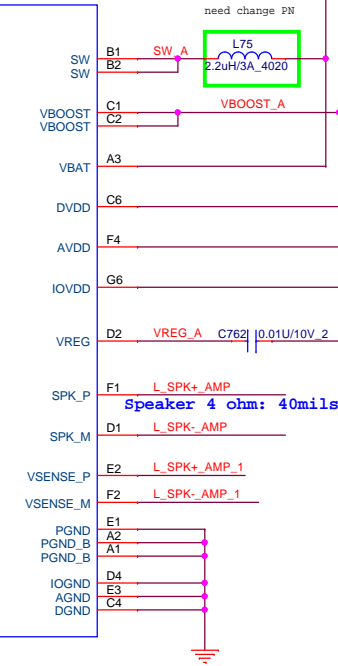 need change PN
L75
SW B1 SW_A
SW B2
2.2uH/3A_4020
VBOOST C1 VBOOST_A
VBOOST C2
VBAT A3
DVDD C6
AVDD F4
IOVDD G6
VREG D2 VREG_A C762 0.01U/10V_2
SPK_P F1 L_SPK+_AMP
Speaker 4 ohm: 40mils
SPK_M D1 L_SPK-_AMP
VSENSE_P E2 L_SPK+_AMP_1
VSENSE_M F2 L_SPK-_AMP_1
PGND E1
PGND_B A2
PGND_B A1
IOGND D4
AGND E3
DGND C4